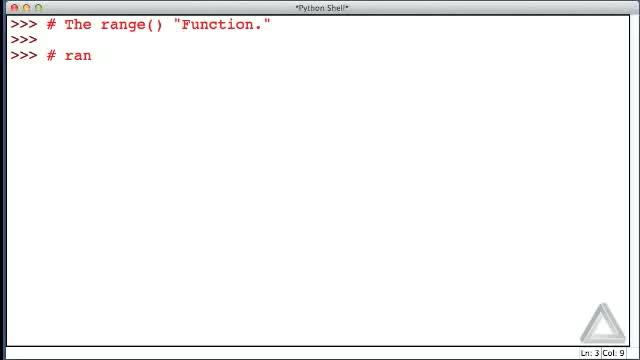 *Python Shell*
>>> # The range() "Function."
>>>
>>> # ran
Ln: 3 Col: 9